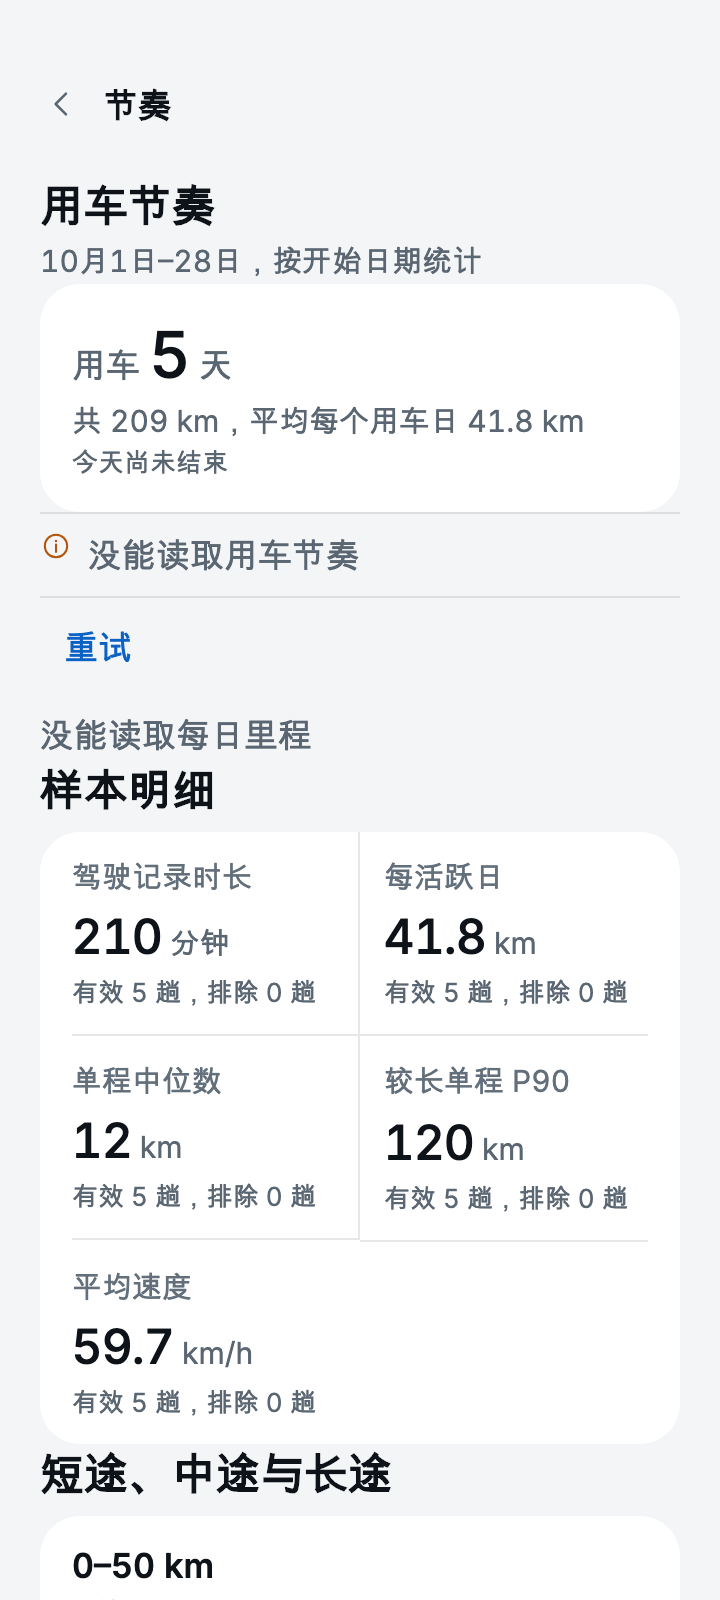 节奏
用车节奏
10月1日–28日，按开始日期统计
用车 5 天
共 209 km，平均每个用车日 41.8 km
今天尚未结束
没能读取用车节奏
重试
没能读取每日里程
样本明细
驾驶记录时长
210 分钟
有效 5 趟，排除 0 趟
每活跃日
41.8 km
有效 5 趟，排除 0 趟
单程中位数
12 km
有效 5 趟，排除 0 趟
较长单程 P90
120 km
有效 5 趟，排除 0 趟
平均速度
59.7 km/h
有效 5 趟，排除 0 趟
短途、中途与长途
0–50 km